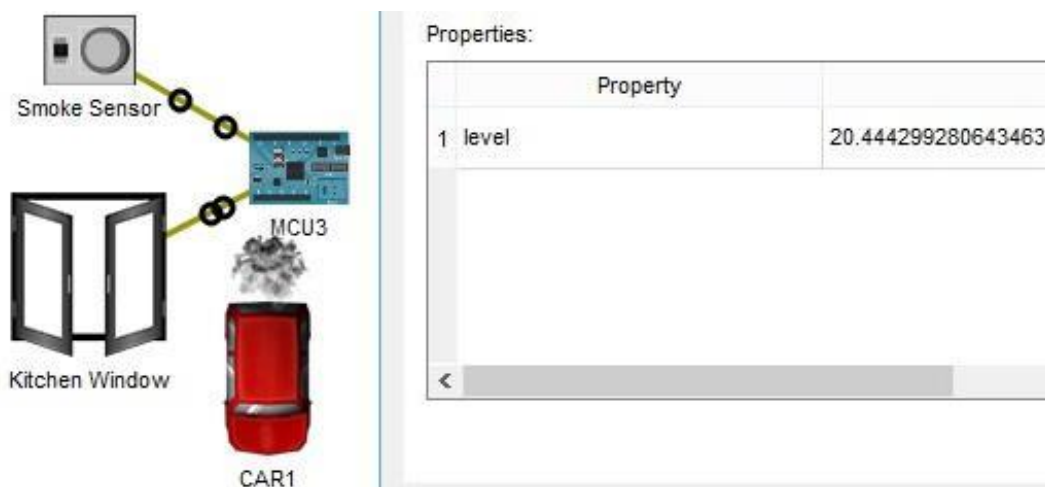 Smoke Sensor
MCU3
Kitchen Window
CAR1
Properties:
Property
1 level 20.444299280643463